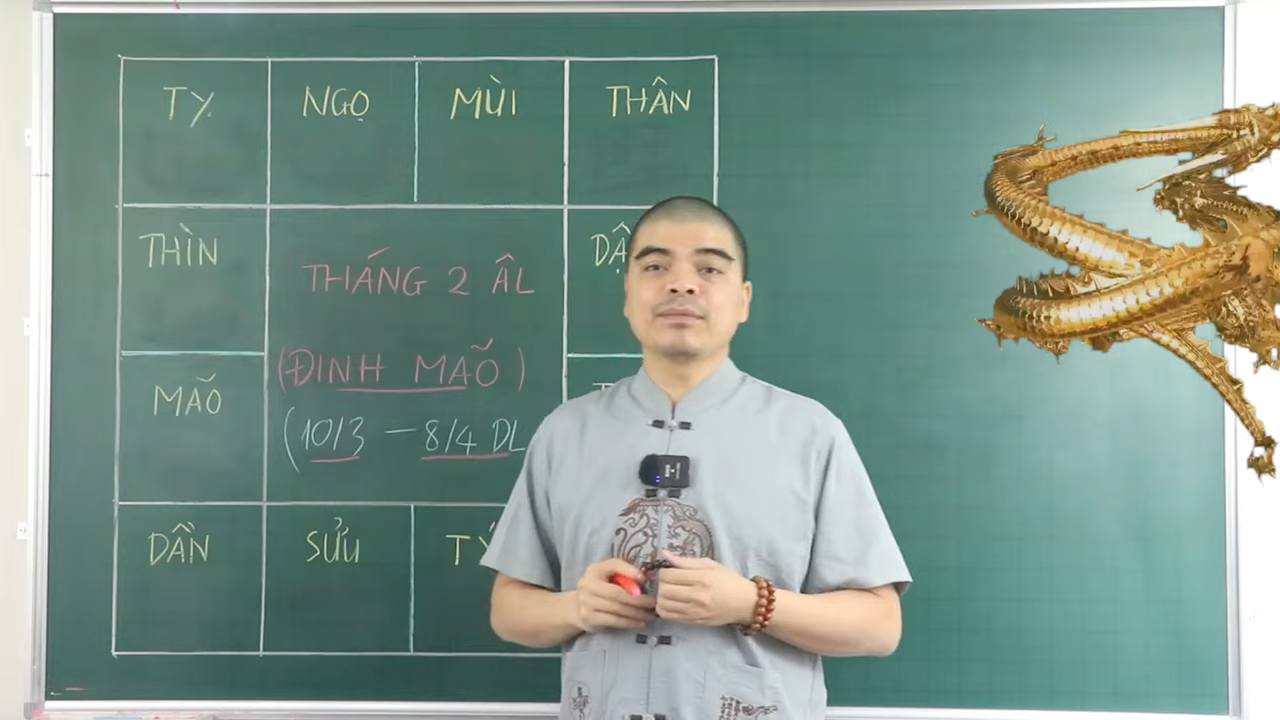 TỴ NGỌ MÙI THÂN
THÌN
THÁNG 2 ÂL
(ĐINH MÃO)
MÃO
(10/3 – 8/4 DL
DẦN SỬU